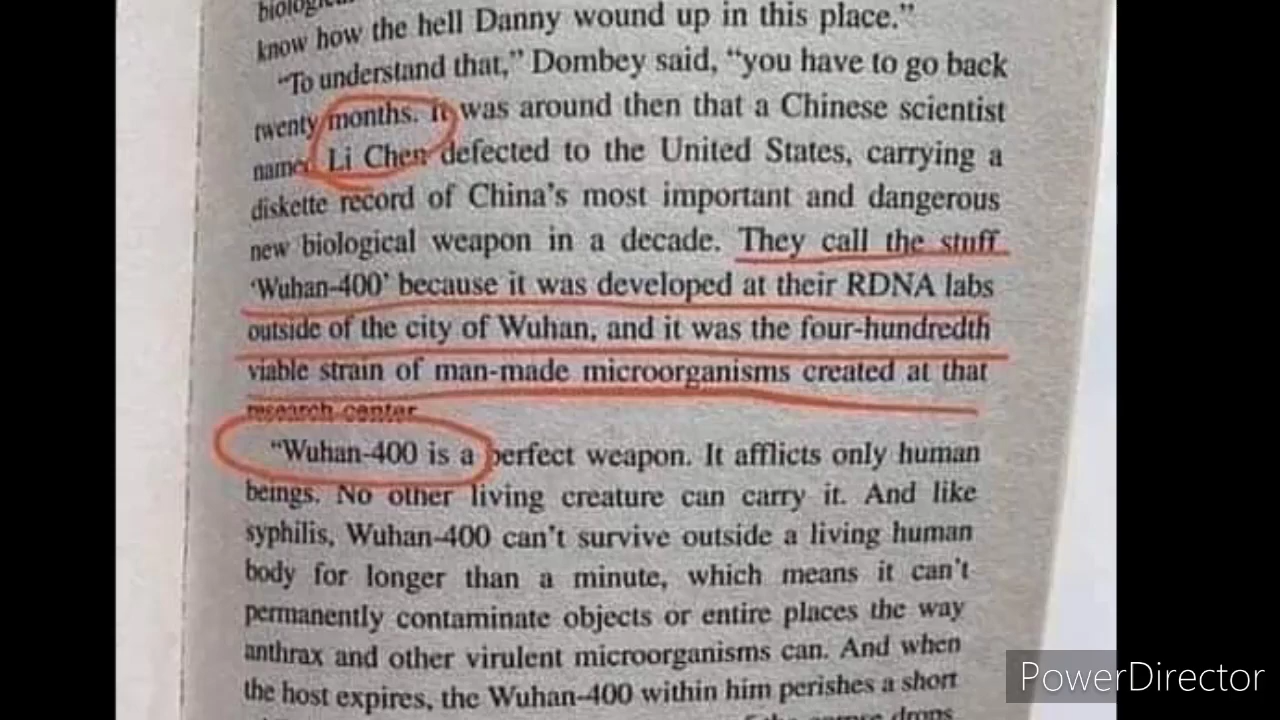 know how the hell Danny wound up in this place."
"To understand that," Dombey said, "you have to go back
twenty months. It was around then that a Chinese scientist
named Li Chen defected to the United States, carrying a
diskette record of China's most important and dangerous
new biological weapon in a decade. They call the stuff
'Wuhan-400' because it was developed at their RDNA labs
outside of the city of Wuhan, and it was the four-hundredth
viable strain of man-made microorganisms created at that
research center.
"Wuhan-400 is a perfect weapon. It afflicts only human
beings. No other living creature can carry it. And like
syphilis, Wuhan-400 can't survive outside a living human
body for longer than a minute, which means it can't
permanently contaminate objects or entire places the way
anthrax and other virulent microorganisms can. And when
the host expires, the Wuhan-400 within him perishes a short
drops
PowerDirector